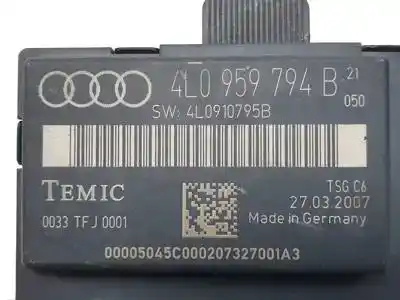 4L0 959 794 B 21
050
SW: 4L0910795B
TEMIC
TSG C6
0033 TFJ 0001
27.03.2007
Made in Germany
00005045C000207327001A3